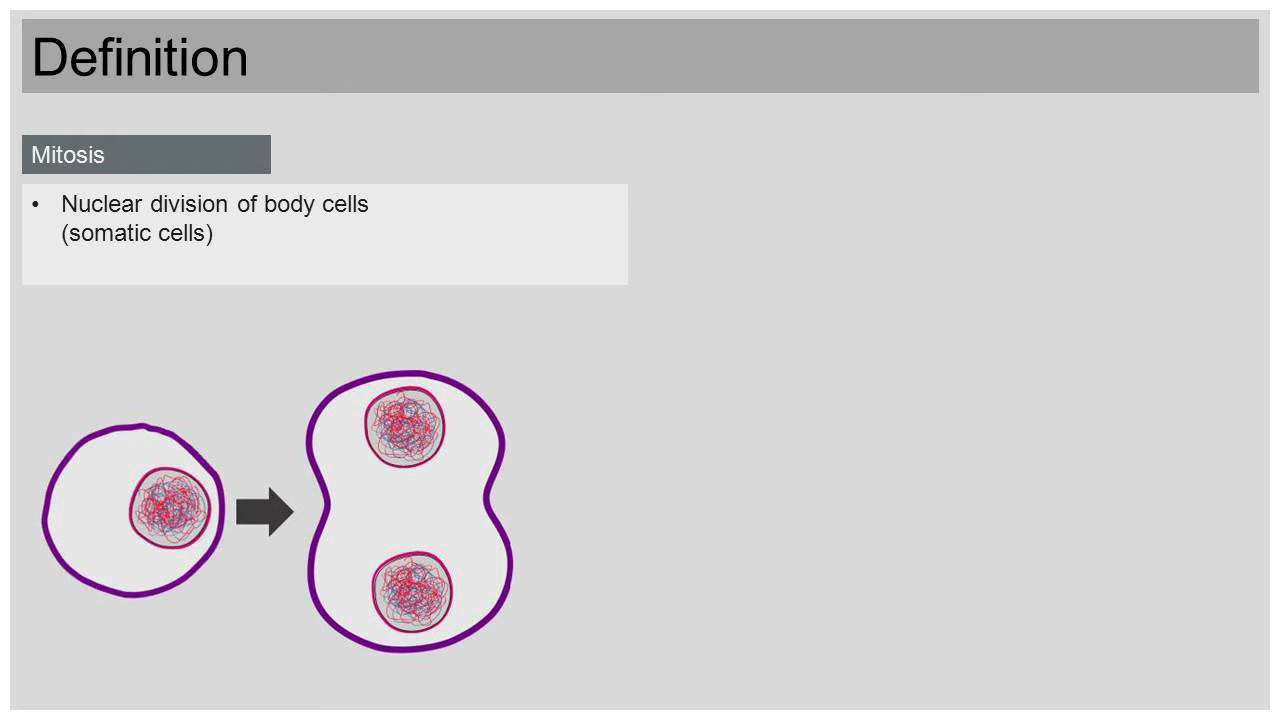 Definition
Mitosis
• Nuclear division of body cells
(somatic cells)